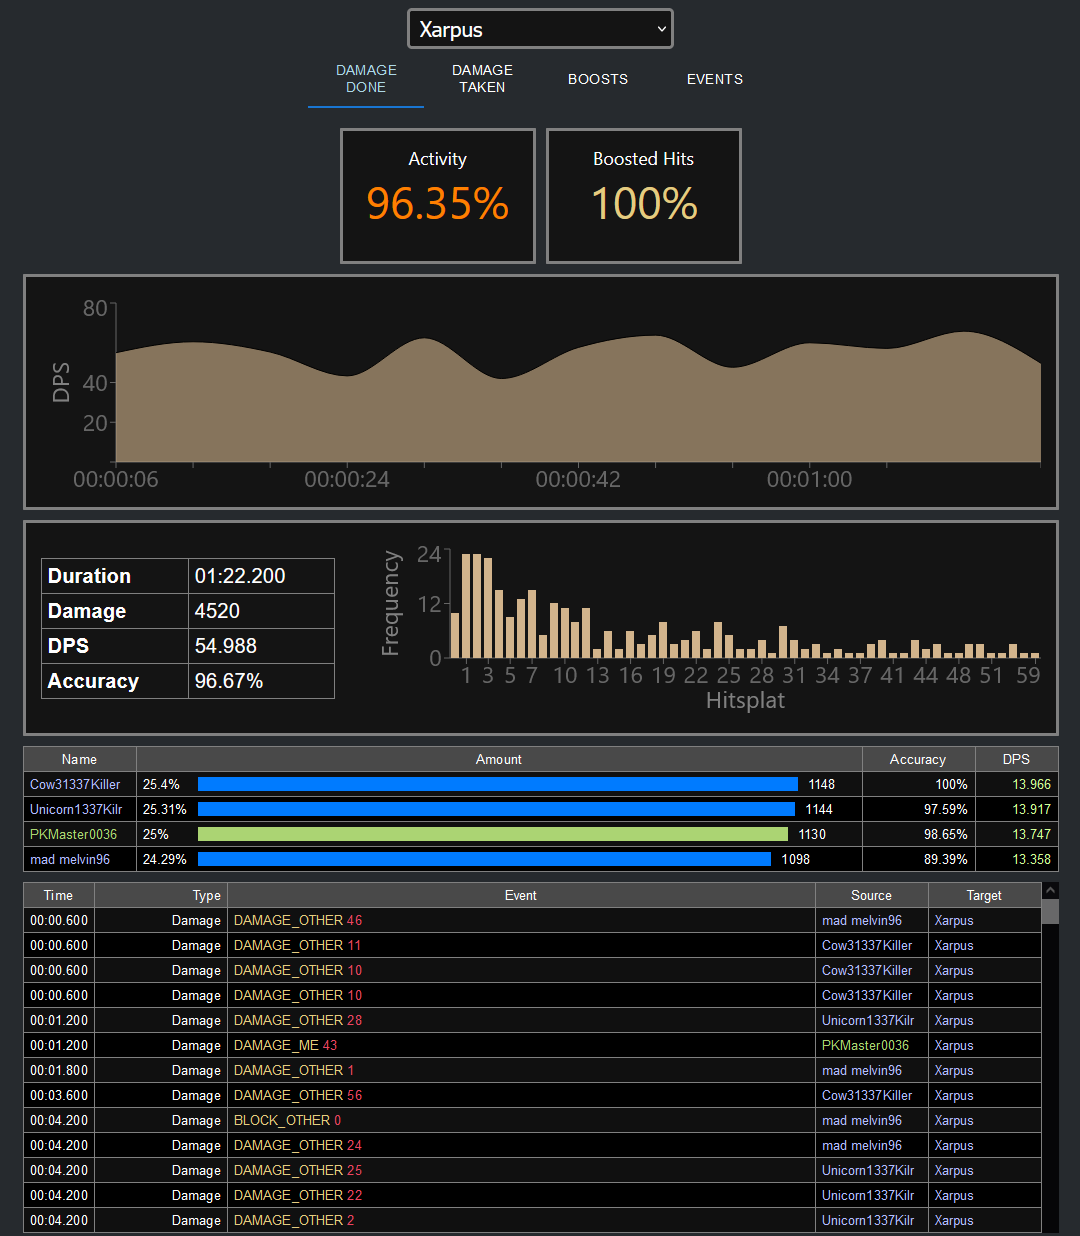 Xarpus
DAMAGE DONE
DAMAGE TAKEN
BOOSTS
EVENTS
Activity
96.35%
Boosted Hits
100%
DPS
80
40
20
00:00:06 00:00:24 00:00:42 00:01:00
Duration 01:22.200
Damage 4520
DPS 54.988
Accuracy 96.67%
Frequency
24
12
0
1 3 5 7 10 13 16 19 22 25 28 31 34 37 41 44 48 51 59
Hitsplat
Name Amount Accuracy DPS
Cow31337Killer 25.4% 1148 100% 13.966
Unicorn1337Kilr 25.31% 1144 97.59% 13.917
PKMaster0036 25% 1130 98.65% 13.747
mad melvin96 24.29% 1098 89.39% 13.358
Time Type Event Source Target
00:00.600 Damage DAMAGE_OTHER 46 mad melvin96 Xarpus
00:00.600 Damage DAMAGE_OTHER 11 Cow31337Killer Xarpus
00:00.600 Damage DAMAGE_OTHER 10 Cow31337Killer Xarpus
00:00.600 Damage DAMAGE_OTHER 10 Cow31337Killer Xarpus
00:01.200 Damage DAMAGE_OTHER 28 Unicorn1337Kilr Xarpus
00:01.200 Damage DAMAGE_ME 43 PKMaster0036 Xarpus
00:01.800 Damage DAMAGE_OTHER 1 mad melvin96 Xarpus
00:03.600 Damage DAMAGE_OTHER 56 Cow31337Killer Xarpus
00:04.200 Damage BLOCK_OTHER 0 mad melvin96 Xarpus
00:04.200 Damage DAMAGE_OTHER 24 mad melvin96 Xarpus
00:04.200 Damage DAMAGE_OTHER 25 Unicorn1337Kilr Xarpus
00:04.200 Damage DAMAGE_OTHER 22 Unicorn1337Kilr Xarpus
00:04.200 Damage DAMAGE_OTHER 2 Unicorn1337Kilr Xarpus